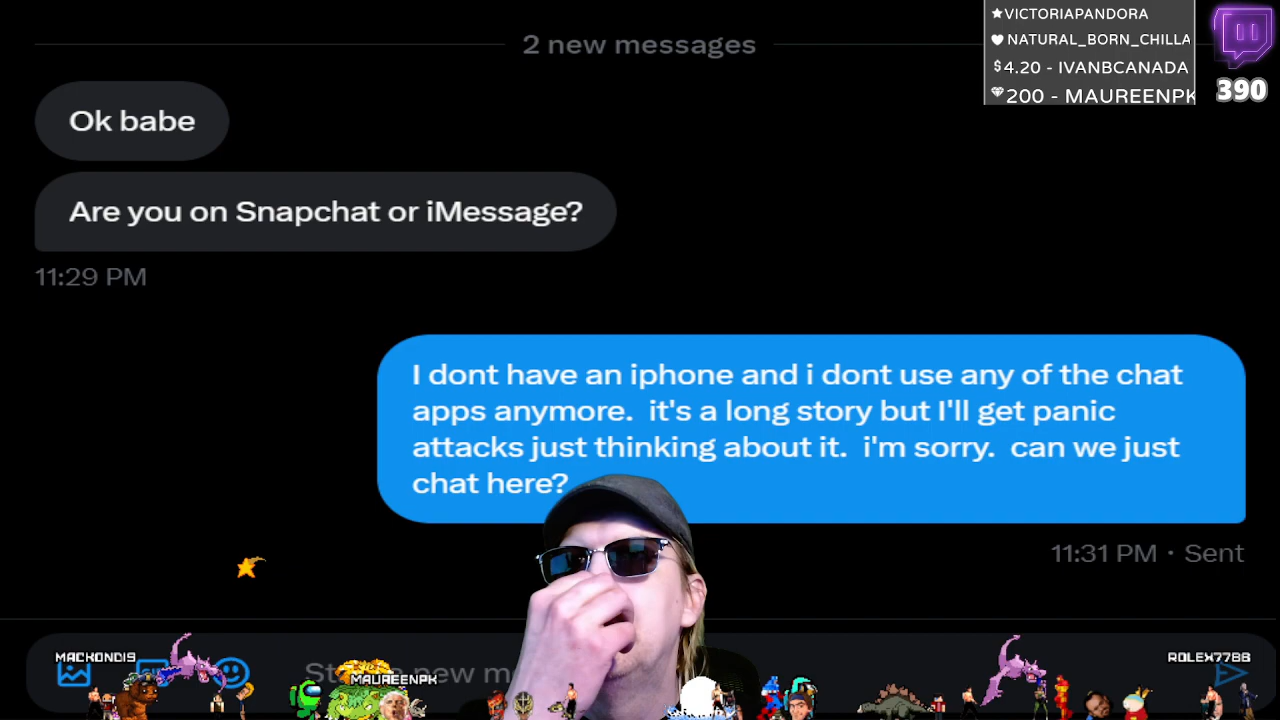 ★VICTORIAPANDORA
♥ NATURAL_BORN_CHILLA
$4.20 - IVANBCANADA
200 - MAUREENPK
390
2 new messages
Ok babe
Are you on Snapchat or iMessage?
11:29 PM
I dont have an iphone and i dont use any of the chat
apps anymore.  it's a long story but I'll get panic
attacks just thinking about it.  i'm sorry.  can we just
chat here?
11:31 PM · Sent
MACKONDIS
MAUREENPK
ROLEX77BB